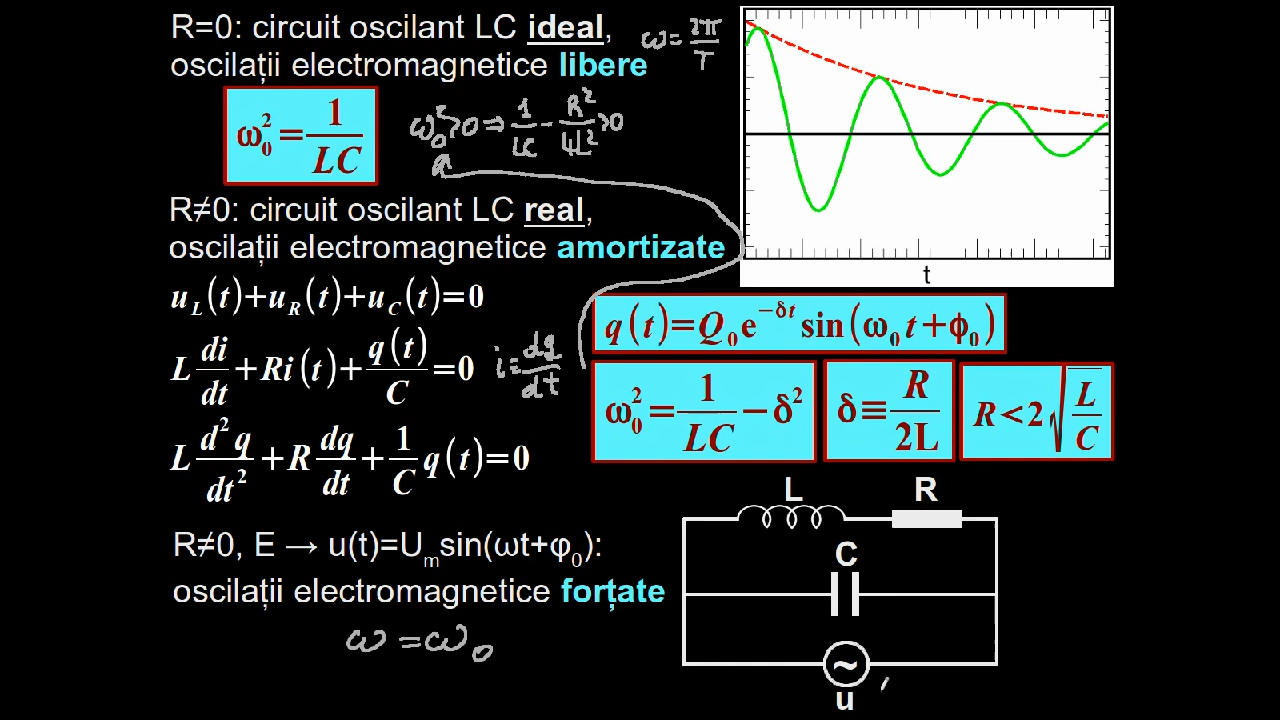 R=0: circuit oscilant LC ideal,
oscilații electromagnetice libere
ω = 2π/T
ω₀² = 1/LC
ω₀² > 0 ⇒ 1/LC − R²/4L² > 0
R≠0: circuit oscilant LC real,
oscilații electromagnetice amortizate
t
u_L(t)+u_R(t)+u_C(t)=0
L di/dt + Ri(t) + q(t)/C = 0
i = dq/dt
L d²q/dt² + R dq/dt + 1/C q(t) = 0
q(t)=Q₀e^(−δt) sin(ω₀t+ϕ₀)
ω₀² = 1/LC − δ²
δ ≡ R/2L
R < 2√(L/C)
R≠0, E → u(t)=U_m sin(ωt+φ₀):
oscilații electromagnetice forțate
ω = ω₀
L
R
C
~
u